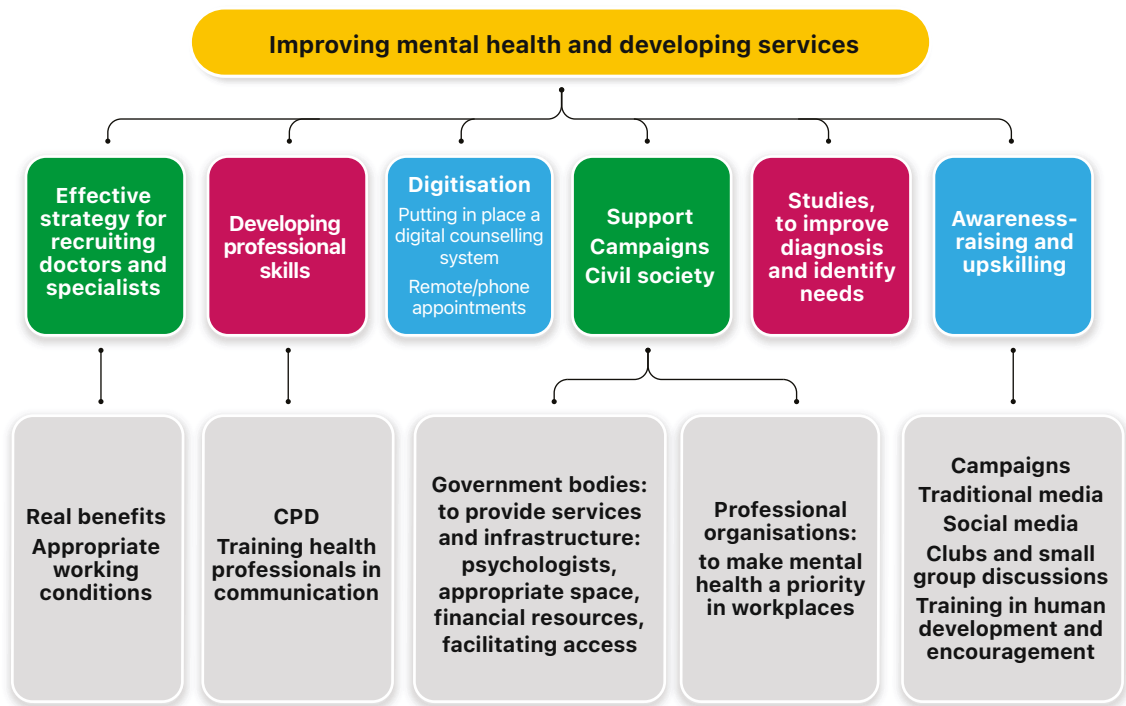 Improving mental health and developing services
Effective
strategy for
recruiting
doctors and
specialists
Developing
professional
skills
Digitisation
Putting in place a
digital counselling
system
Remote/phone
appointments
Support
Campaigns
Civil society
Studies,
to improve
diagnosis
and identify
needs
Awareness-
raising and
upskilling
Real benefits
Appropriate
working
conditions
CPD
Training health
professionals in
communication
Government bodies:
to provide services
and infrastructure:
psychologists,
appropriate space,
financial resources,
facilitating access
Professional
organisations:
to make mental
health a priority
in workplaces
Campaigns
Traditional media
Social media
Clubs and small
group discussions
Training in human
development and
encouragement